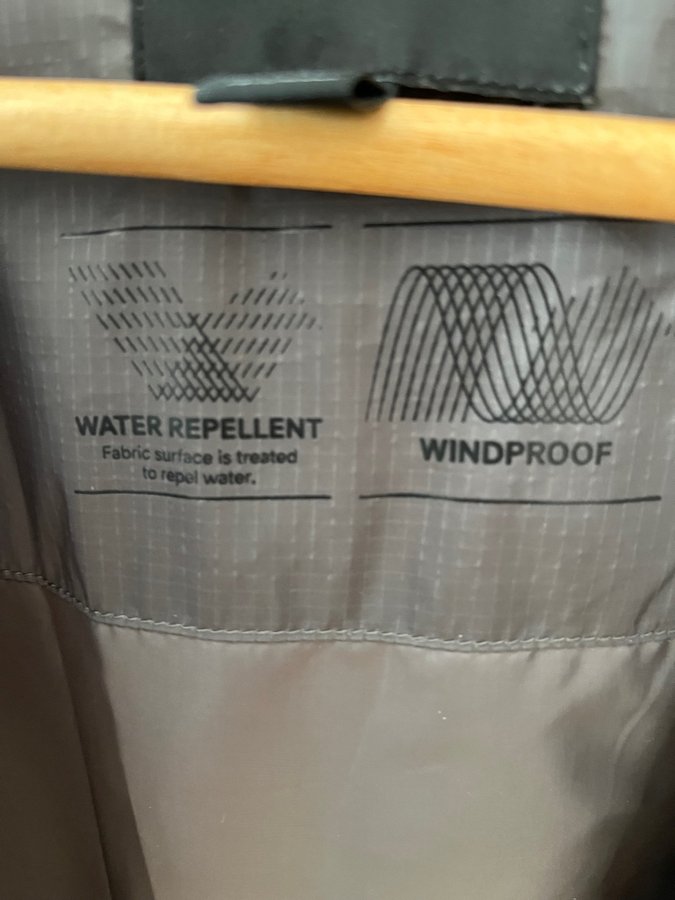 WATER REPELLENT
Fabric surface is treated
to repel water.
WINDPROOF